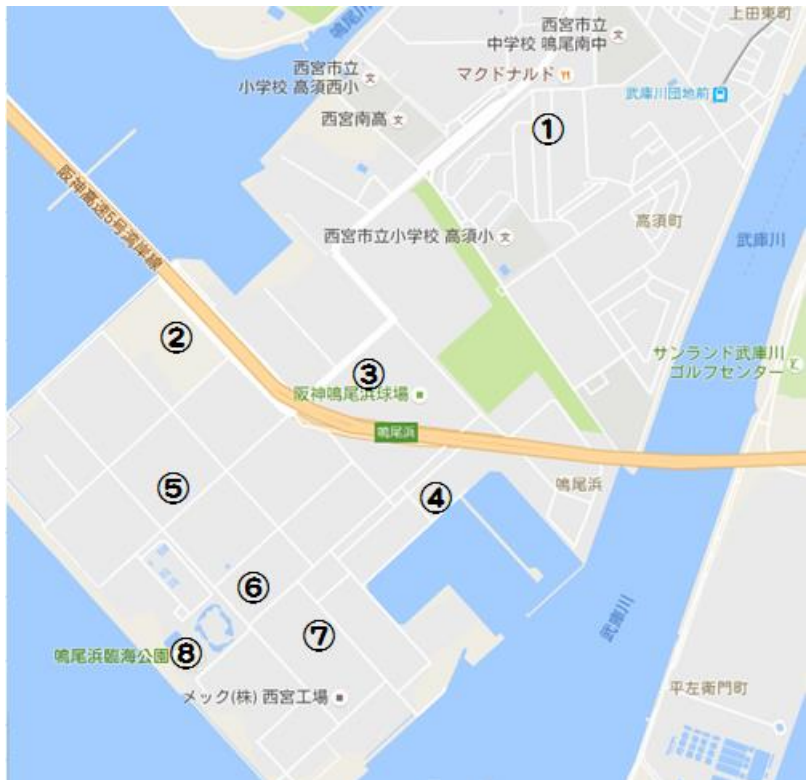 鳴尾川
西宮市立
中学校 鳴尾南中
上田東町
西宮市立
小学校 高須西小
マクドナルド
武庫川団地前
西宮南高
①
阪神高速5号湾岸線
西宮市立小学校 高須小
高須町
武庫川
②
③
サンランド武庫川
ゴルフセンター
阪神鳴尾浜球場
鳴尾浜
⑤
④
鳴尾浜
⑥
⑦
武庫川
鳴尾浜臨海公園
⑧
メック(株) 西宮工場
平左衛門町